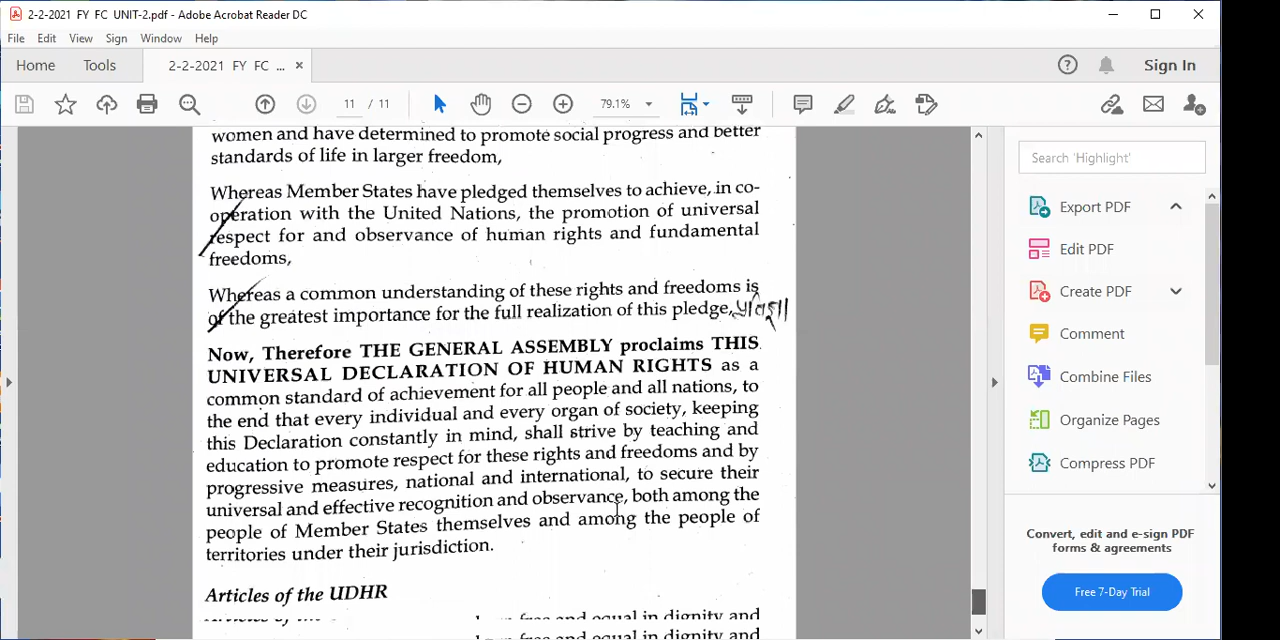 2-2-2021 FY FC UNIT-2.pdf - Adobe Acrobat Reader DC
File Edit View Sign Window Help
Home Tools 2-2-2021 FY FC ... × Sign In
11 / 11 79.1%
women and have determined to promote social progress and better
standards of life in larger freedom,
Whereas Member States have pledged themselves to achieve, in co-
operation with the United Nations, the promotion of universal
respect for and observance of human rights and fundamental
freedoms,
Whereas a common understanding of these rights and freedoms is
of the greatest importance for the full realization of this pledge,
Now, Therefore THE GENERAL ASSEMBLY proclaims THIS
UNIVERSAL DECLARATION OF HUMAN RIGHTS as a
common standard of achievement for all people and all nations, to
the end that every individual and every organ of society, keeping
this Declaration constantly in mind, shall strive by teaching and
education to promote respect for these rights and freedoms and by
progressive measures, national and international, to secure their
universal and effective recognition and observance, both among the
people of Member States themselves and among the people of
territories under their jurisdiction.
Articles of the UDHR
free and equal in dignity and
free and equal in dignity and
Search 'Highlight'
Export PDF
Edit PDF
Create PDF
Comment
Combine Files
Organize Pages
Compress PDF
Convert, edit and e-sign PDF
forms & agreements
Free 7-Day Trial